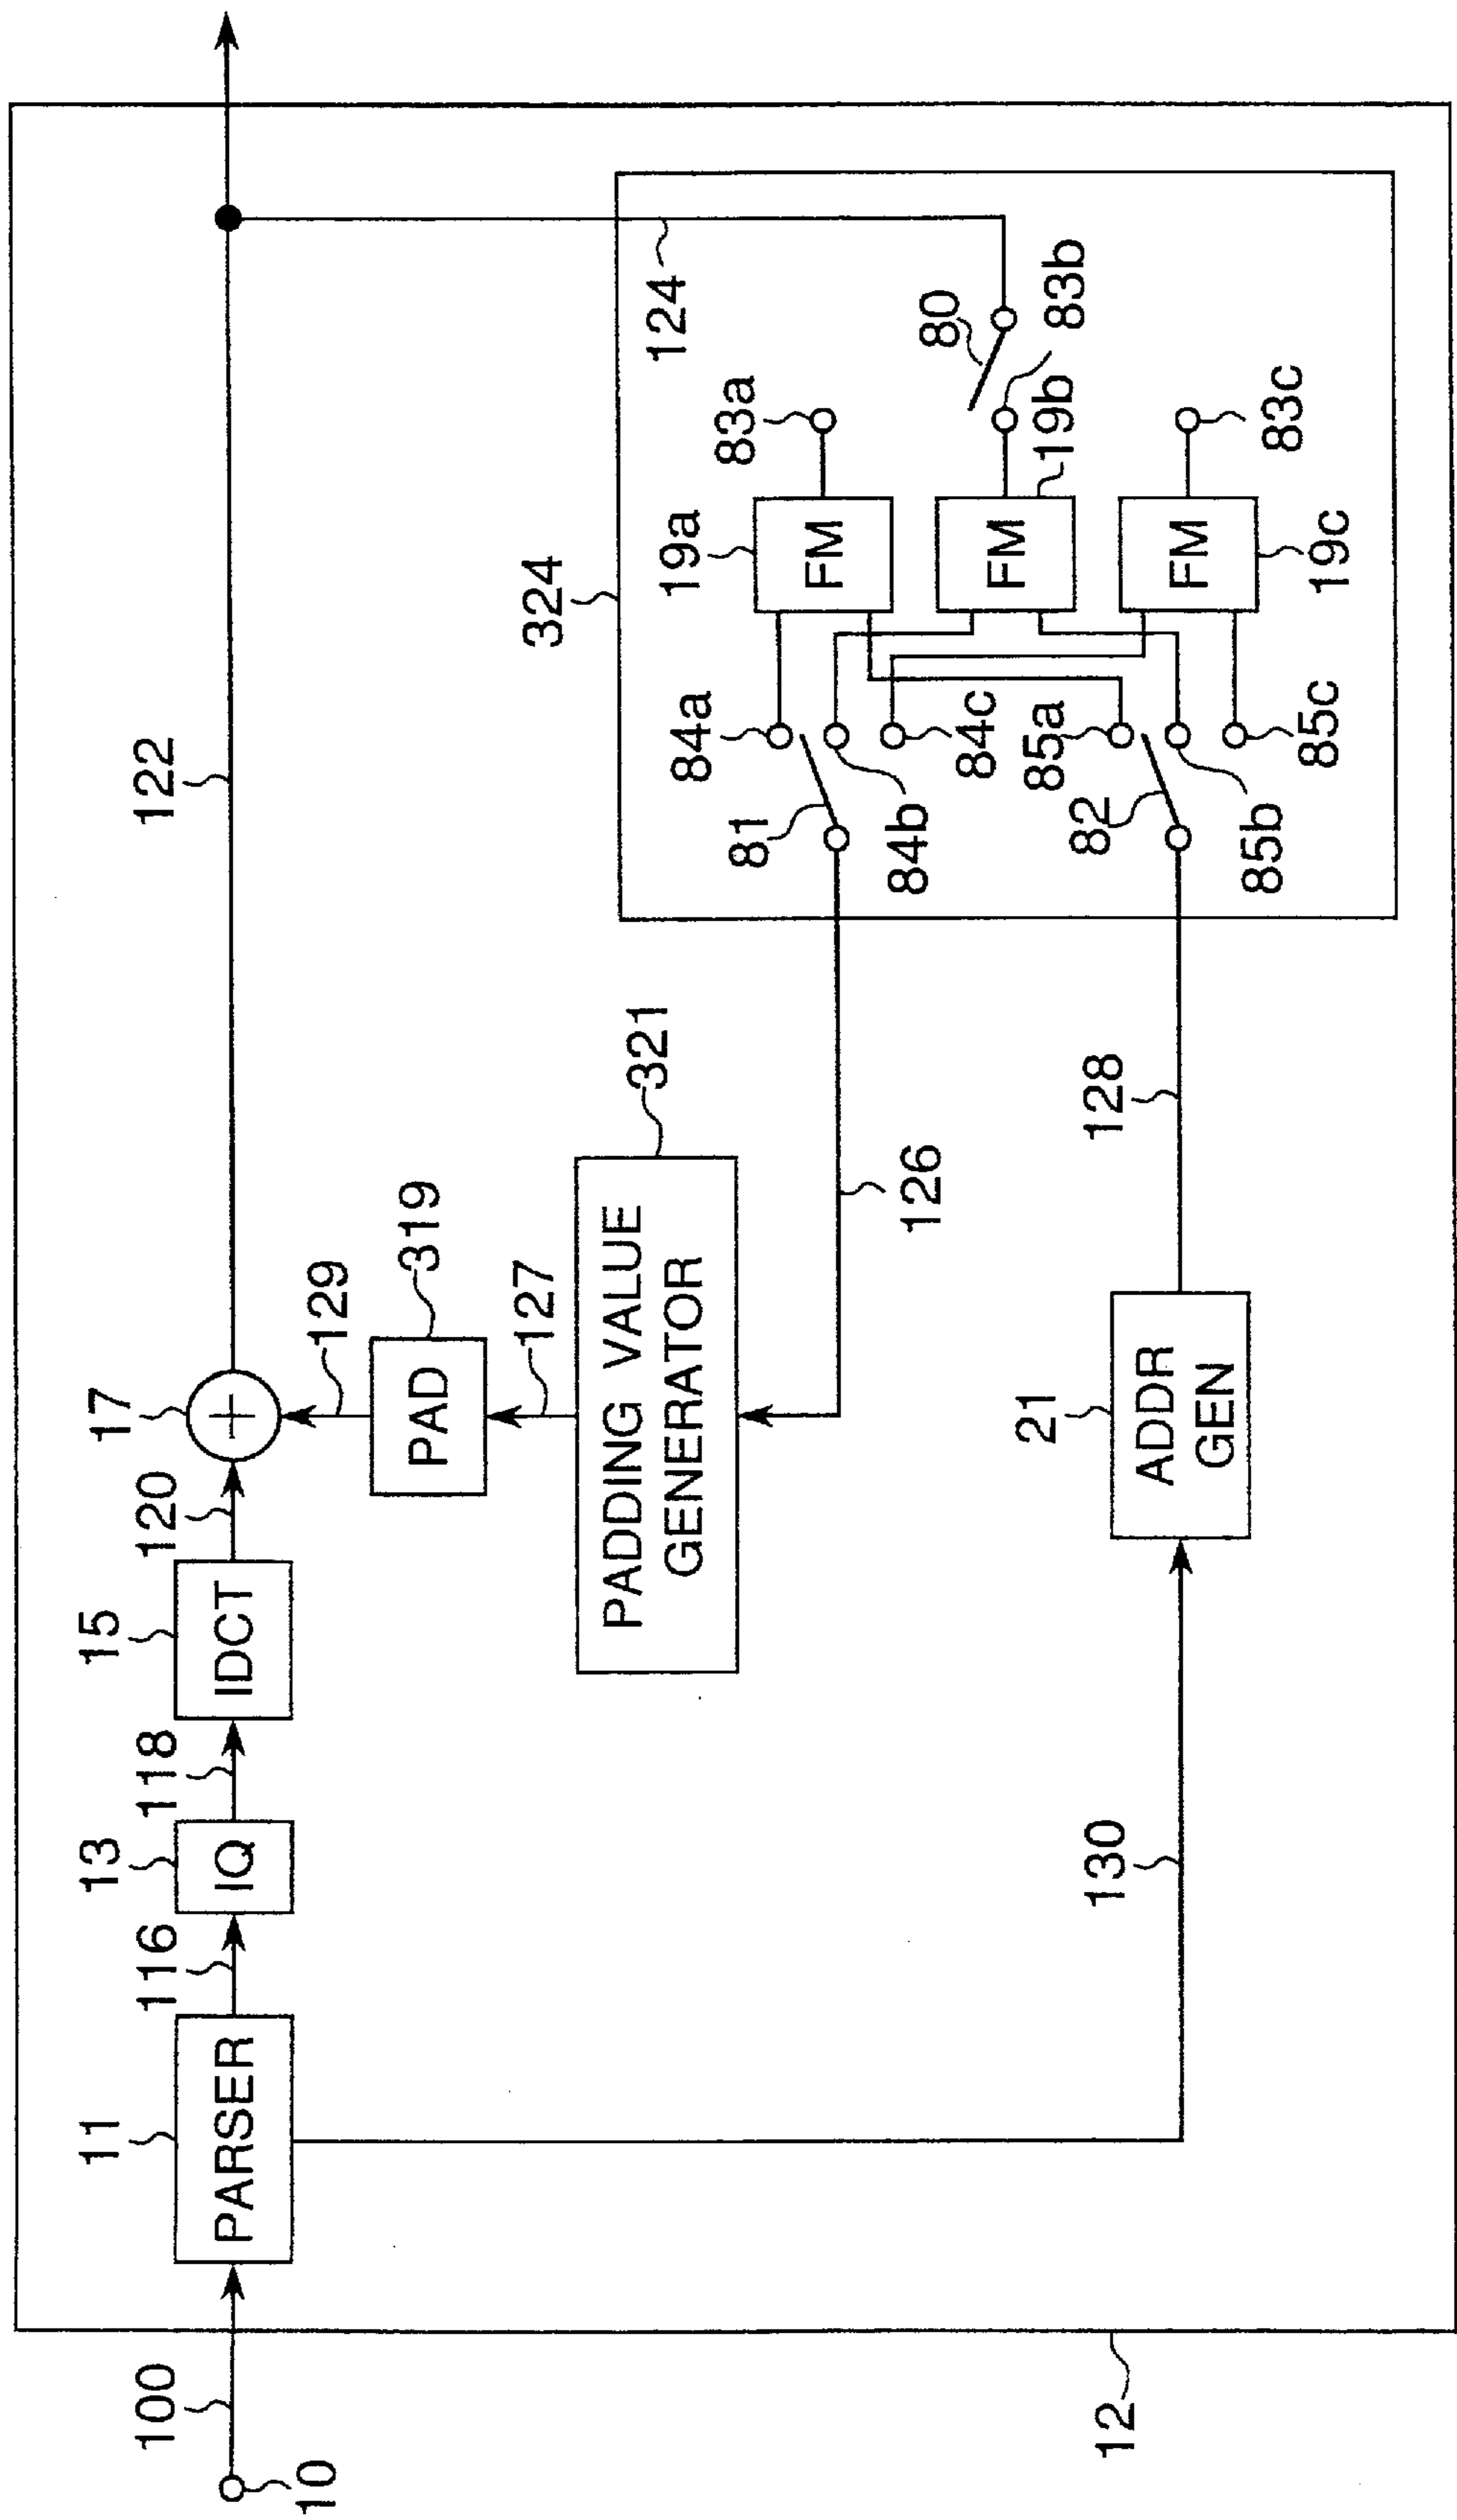 10
100
12
11
PARSER
116
13
IQ
118
15
IDCT
120
17
122
129
319
PAD
127
321
PADDING VALUE
GENERATOR
126
130
21
ADDR
GEN
128
324
124
81
84a
84b
84c
82
85a
85b
85c
19a
FM
19b
FM
19c
FM
83a
80
83b
83c